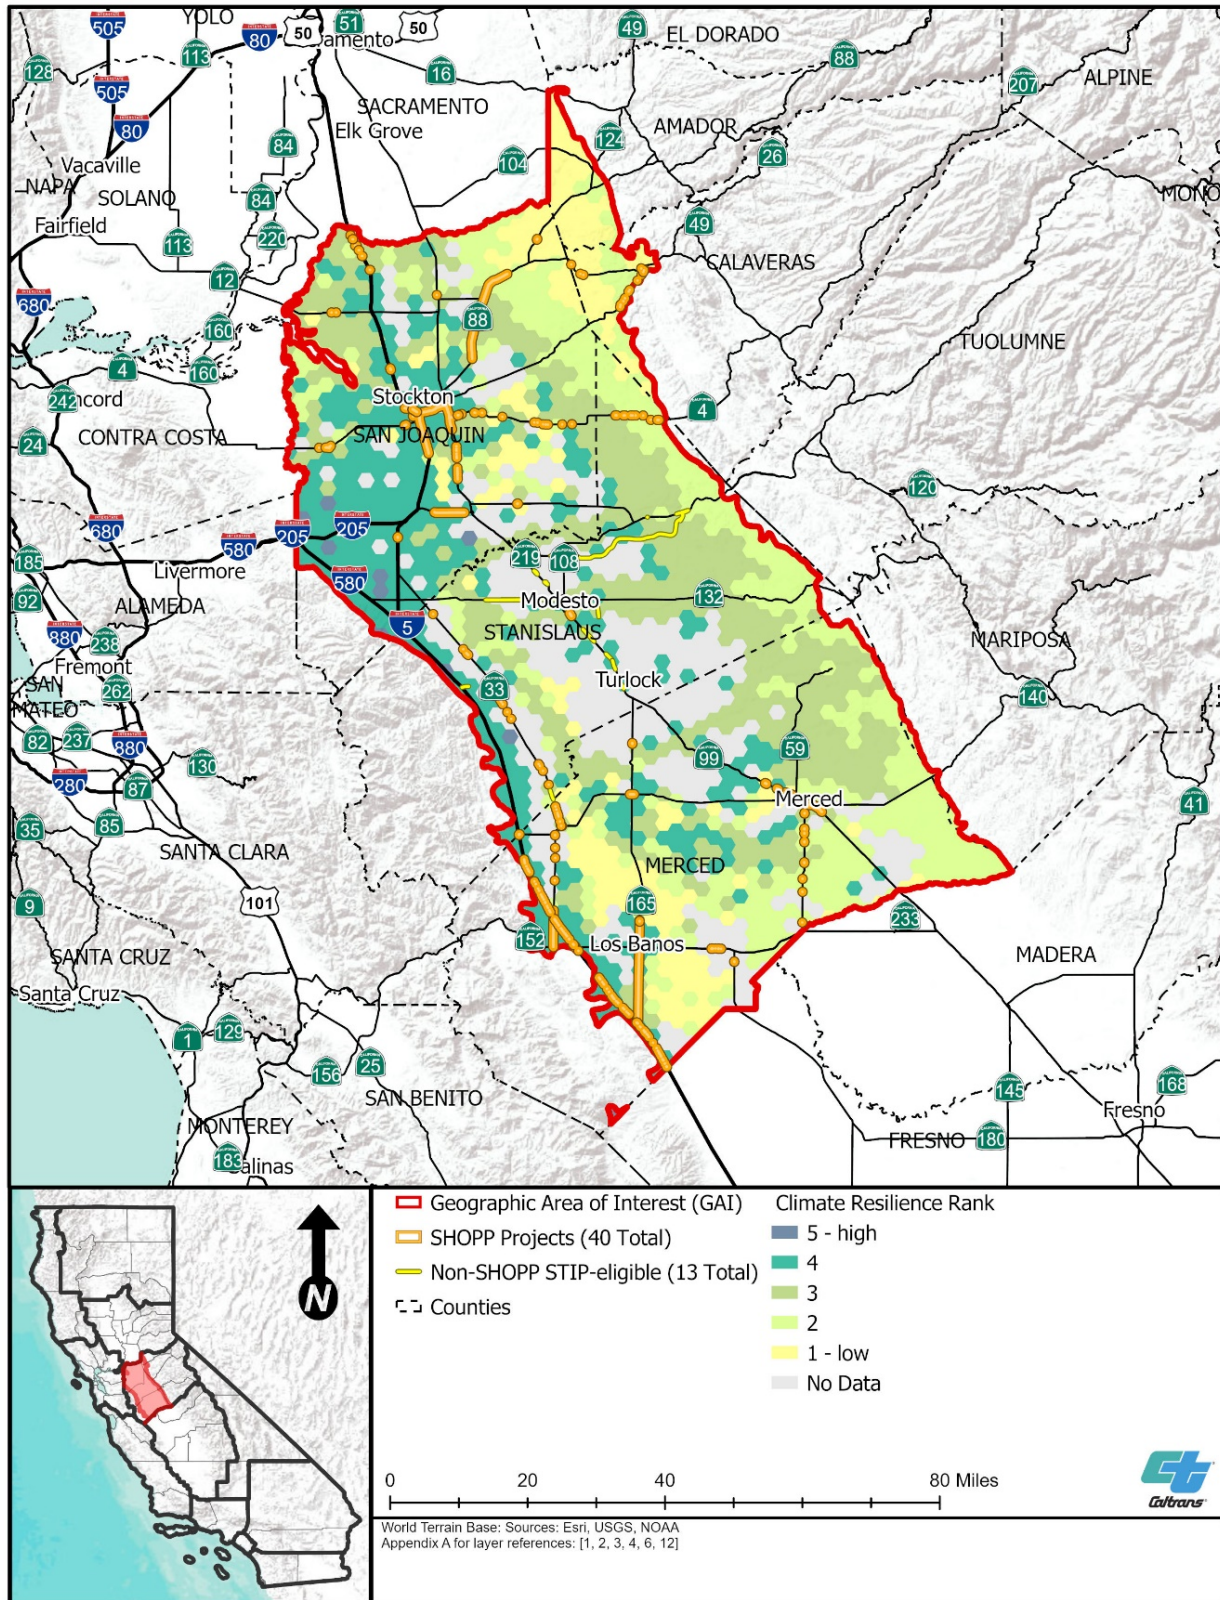 YOLO
505
80
50
51
50
amento
49
EL DORADO
88
113
128
16
207
ALPINE
505
SACRAMENTO
80
Elk Grove
124
AMADOR
84
26
Vacaville
104
NAPA
SOLANO
84
MONO
Fairfield
220
49
113
CALAVERAS
12
680
88
160
TUOLUMNE
4
160
242
ncord
Stockton
4
24
CONTRA COSTA
SAN JOAQUIN
120
680
205
205
580
219
108
185
Livermore
580
92
ALAMEDA
Modesto
132
880
238
5
STANISLAUS
MARIPOSA
Fremont
SAN
MATEO
262
33
Turlock
140
82
237
880
59
99
130
280
87
Merced
41
35
85
SANTA CLARA
MERCED
9
101
165
233
152
Los Banos
SANTA CRUZ
MADERA
Santa Cruz
1
129
156
25
145
168
SAN BENITO
Fresno
MONTEREY
FRESNO
180
183
alinas
N
Geographic Area of Interest (GAI)
SHOPP Projects (40 Total)
Non-SHOPP STIP-eligible (13 Total)
Counties
Climate Resilience Rank
5 - high
4
3
2
1 - low
No Data
0 20 40 80 Miles
Caltrans
World Terrain Base: Sources: Esri, USGS, NOAA
Appendix A for layer references: [1, 2, 3, 4, 6, 12]